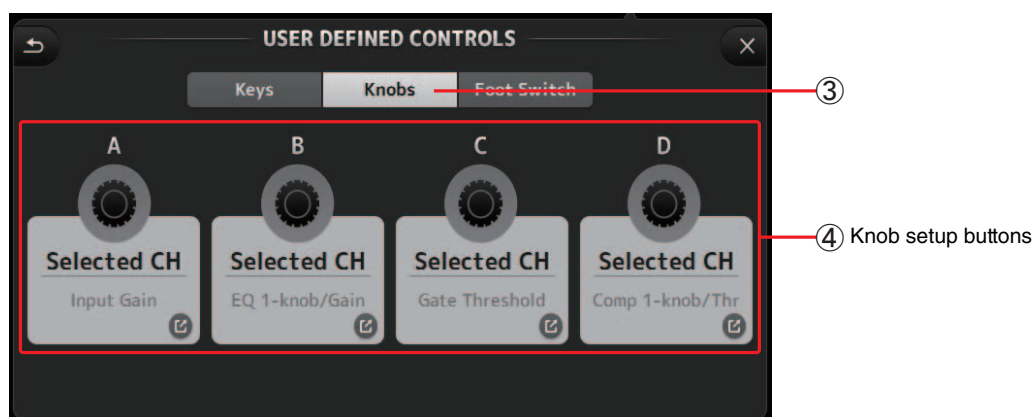 USER DEFINED CONTROLS
Keys Knobs Foot Switch
③
A B C D
Selected CH Selected CH Selected CH Selected CH
④ Knob setup buttons
Input Gain EQ 1-knob/Gain Gate Threshold Comp 1-knob/Thr